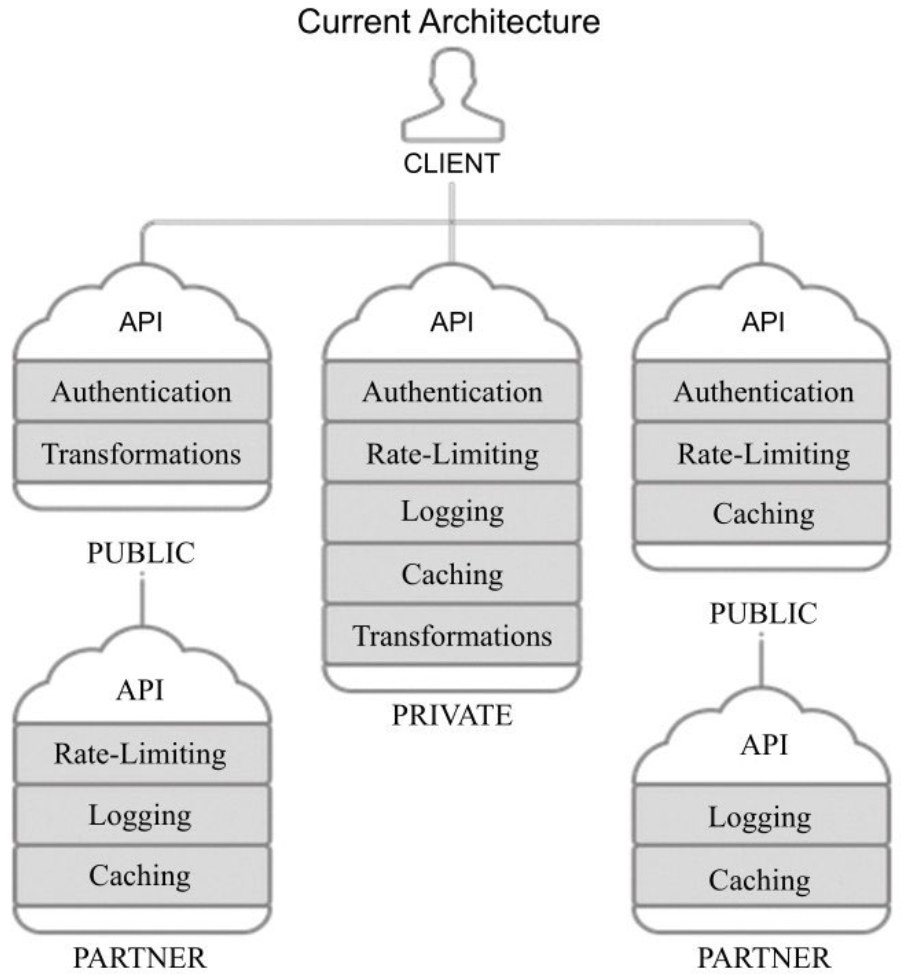 Current Architecture
CLIENT
API
Authentication
Transformations
PUBLIC
API
Rate-Limiting
Logging
Caching
PARTNER
API
Authentication
Rate-Limiting
Logging
Caching
Transformations
PRIVATE
API
Authentication
Rate-Limiting
Caching
PUBLIC
API
Logging
Caching
PARTNER